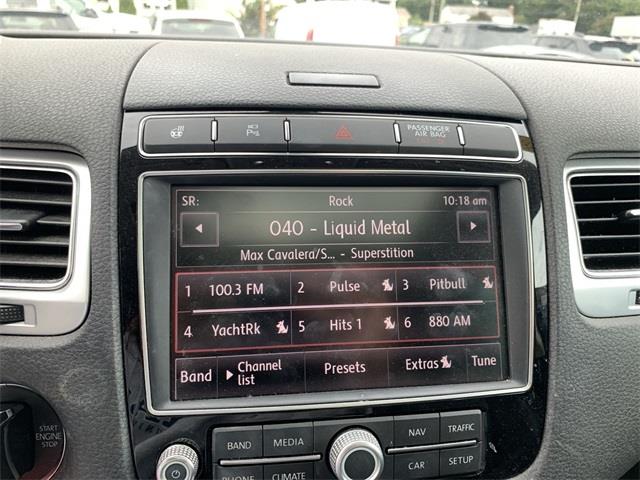 PASSENGER
AIR BAG
SR: Rock 10:18 am
040 - Liquid Metal
Max Cavalera/S... - Superstition
1 100.3 FM 2 Pulse 3 Pitbull
4 YachtRk 5 Hits 1 6 880 AM
Band Channel list Presets Extras Tune
START
ENGINE
STOP
BAND MEDIA NAV TRAFFIC
PHONE CLIMATE CAR SETUP